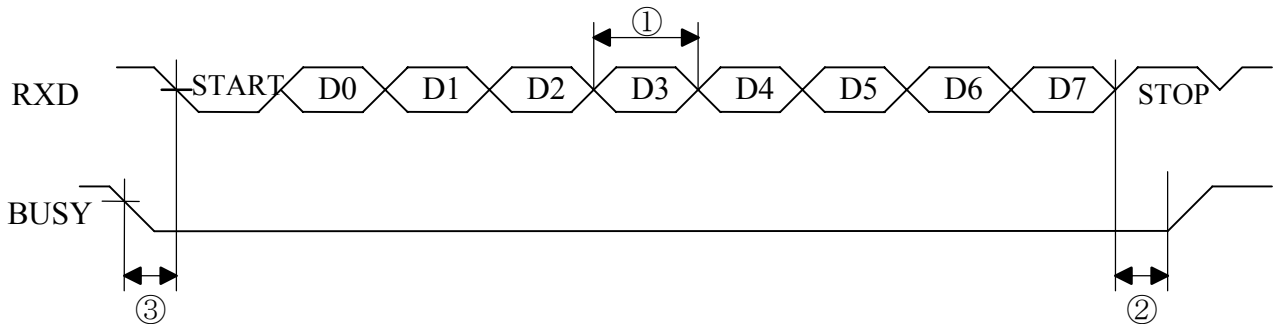 ①
RXD START D0 D1 D2 D3 D4 D5 D6 D7 STOP
BUSY
③ ②